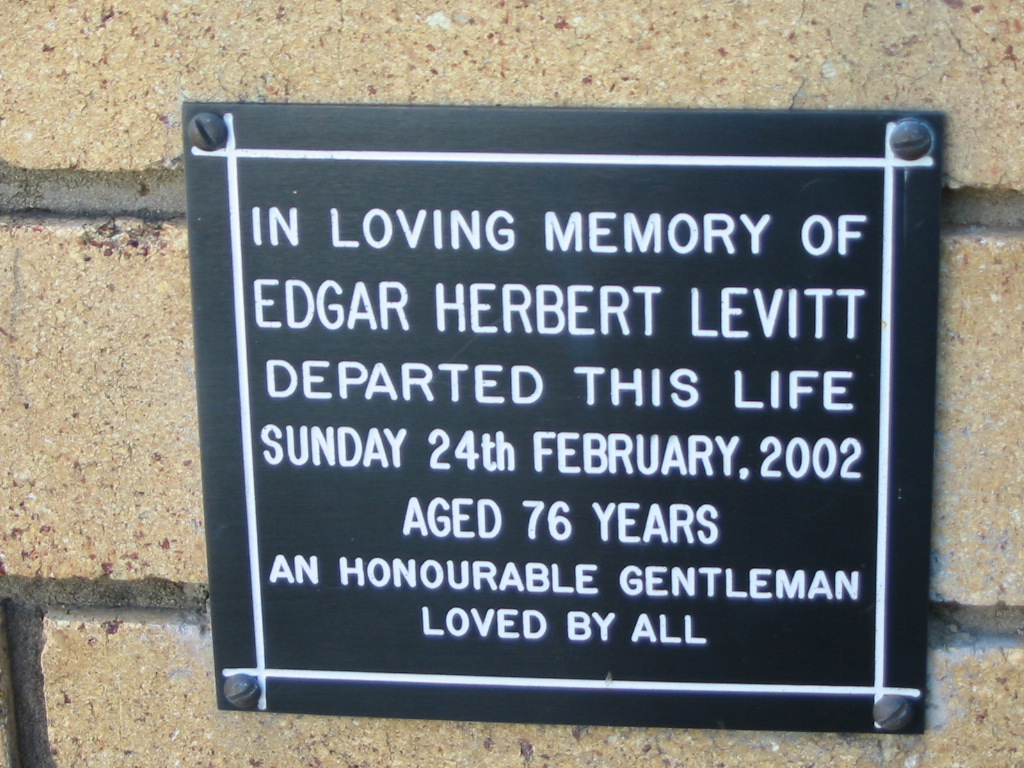 IN LOVING MEMORY OF
EDGAR HERBERT LEVITT
DEPARTED THIS LIFE
SUNDAY 24th FEBRUARY, 2002
AGED 76 YEARS
AN HONOURABLE GENTLEMAN
LOVED BY ALL